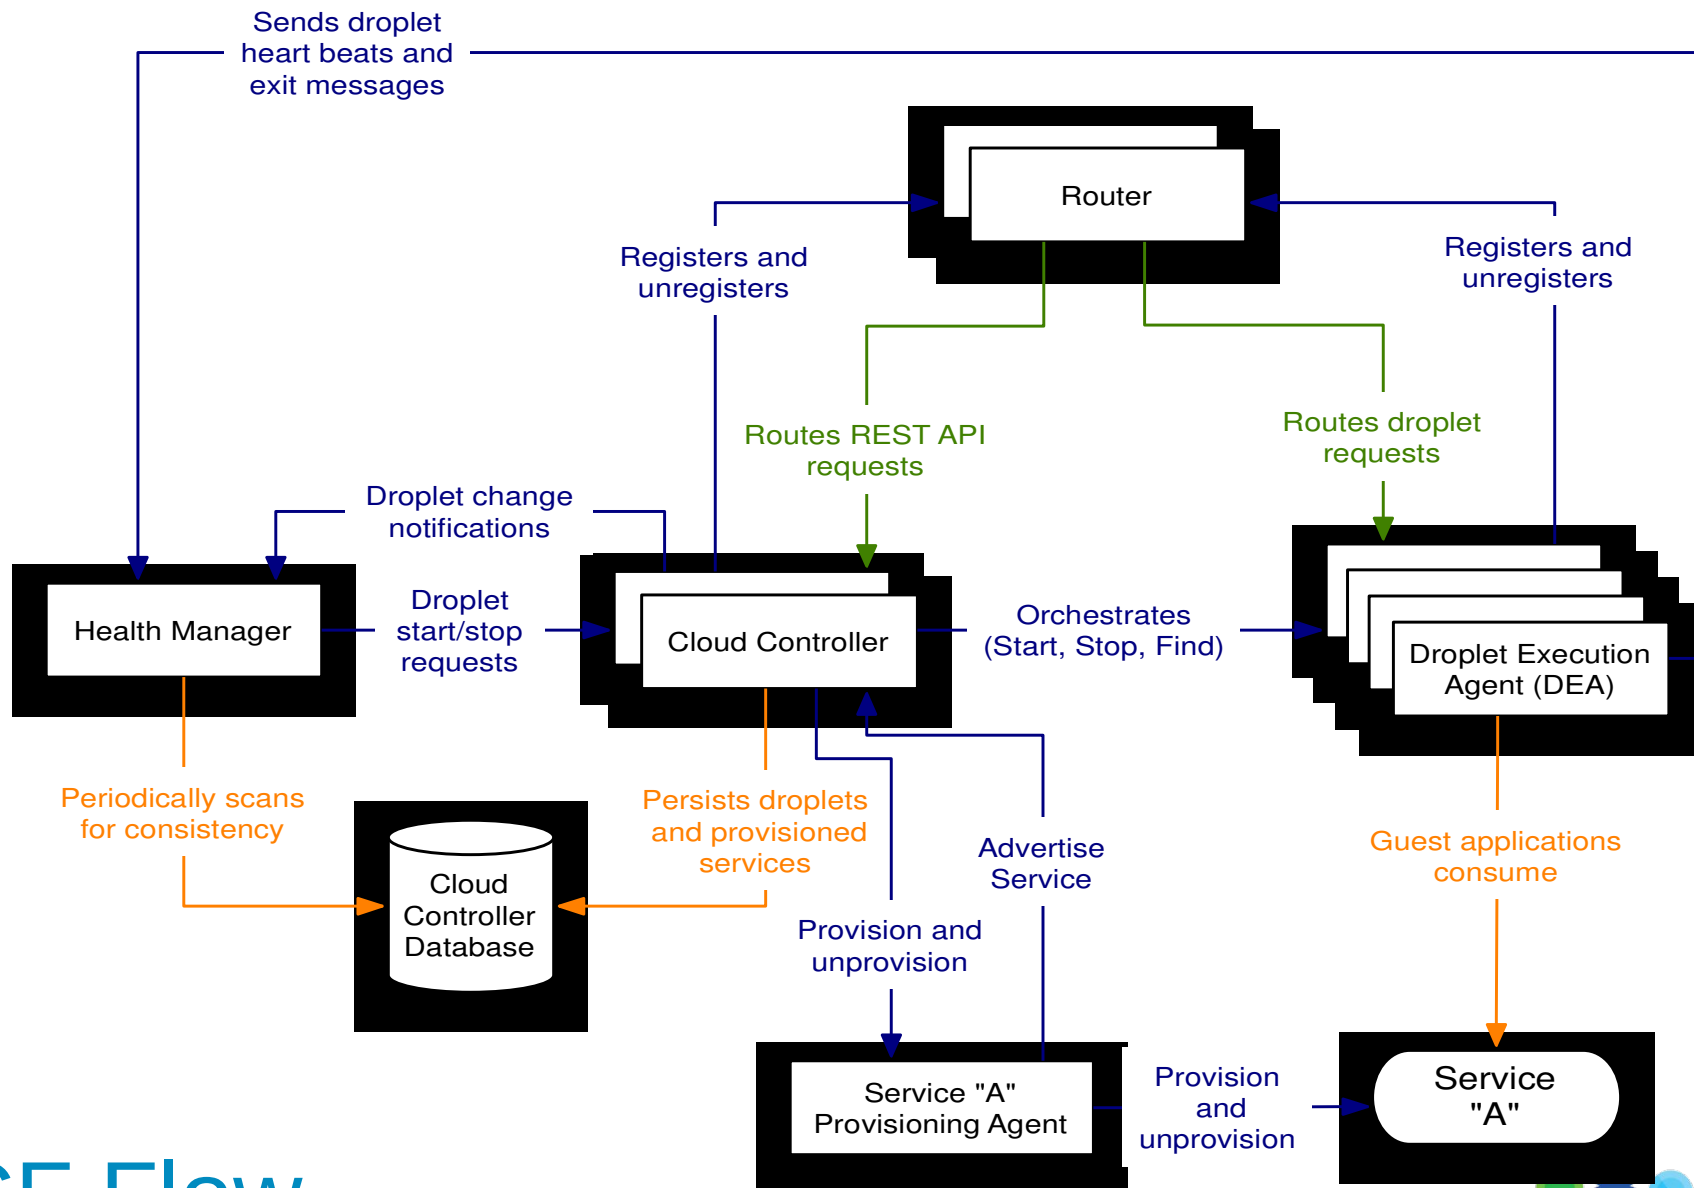 Sends droplet
heart beats and
exit messages
Router
Registers and
unregisters
Registers and
unregisters
Routes REST API
requests
Routes droplet
requests
Droplet change
notifications
Health Manager
Droplet
start/stop
requests
Cloud Controller
Orchestrates
(Start, Stop, Find)
Droplet Execution
Agent (DEA)
Periodically scans
for consistency
Persists droplets
and provisioned
services
Cloud
Controller
Database
Advertise
Service
Guest applications
consume
Provision and
unprovision
Service "A"
Provisioning Agent
Provision
and
unprovision
Service
"A"
CF Flow